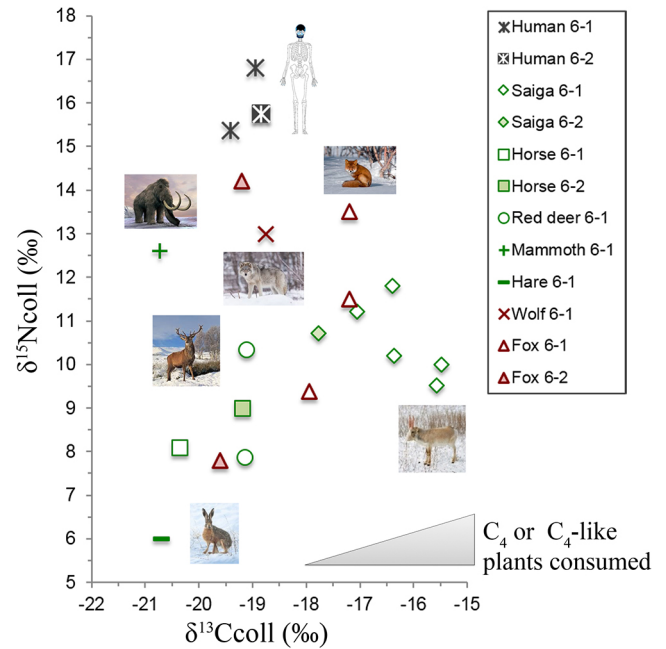 18
17
16
15
14
13
12
11
10
9
8
7
6
5
δ¹⁵Ncoll (‰)
-22 -21 -20 -19 -18 -17 -16 -15
δ¹³Ccoll (‰)
Human 6-1
Human 6-2
Saiga 6-1
Saiga 6-2
Horse 6-1
Horse 6-2
Red deer 6-1
Mammoth 6-1
Hare 6-1
Wolf 6-1
Fox 6-1
Fox 6-2
C₄ or C₄-like
plants consumed